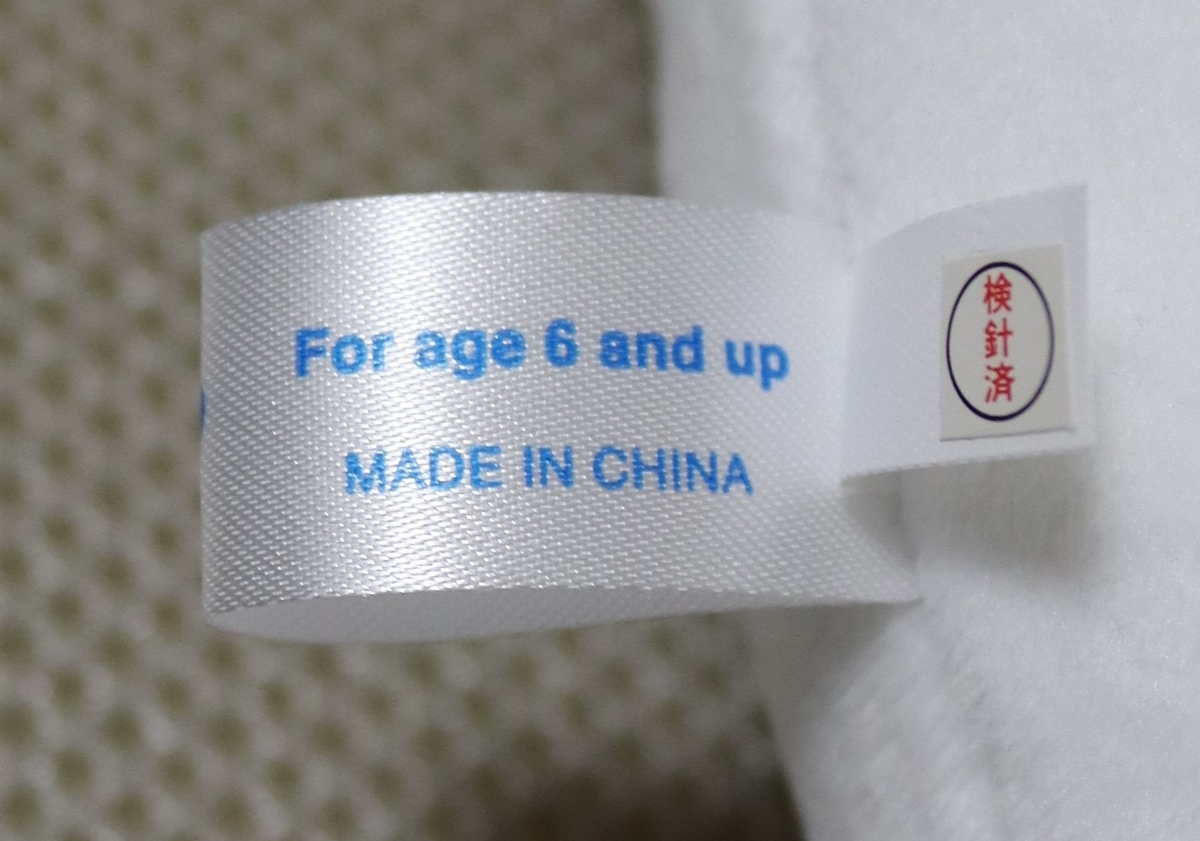 For age 6 and up
MADE IN CHINA
検針済